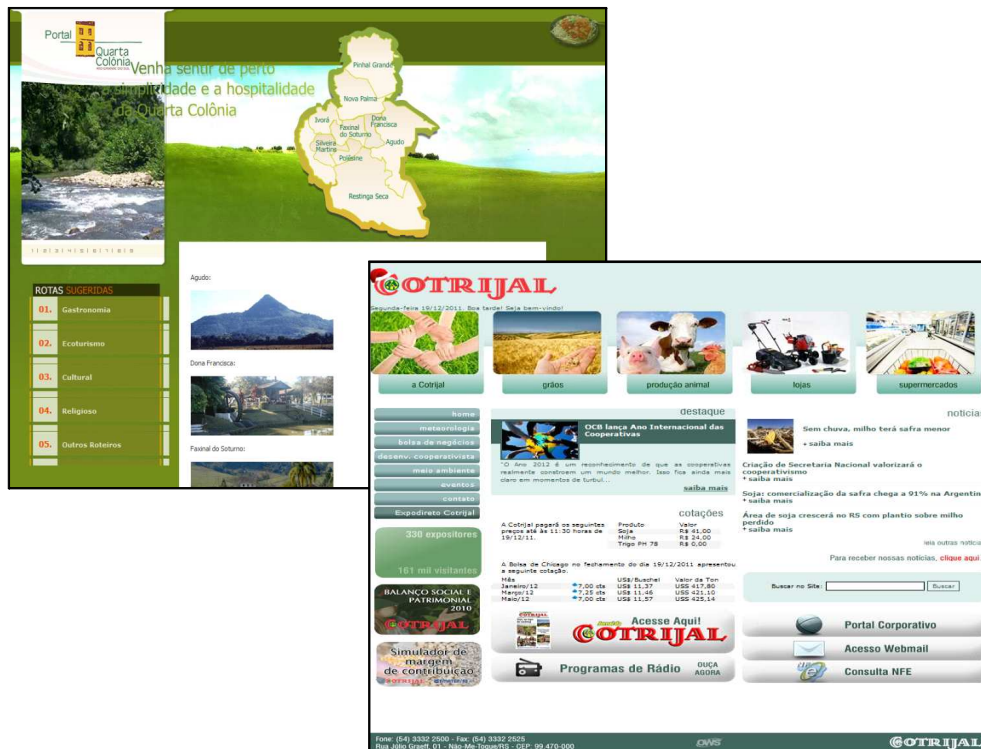 Portal
Quarta
Colônia
Venha sentir de perto
a simplicidade e a hospitalidade
da Quarta Colônia
Pinhal Grande
Nova Palma
Ivorá
Dona
Francisca
Faxinal
do Soturno
Agudo
Silveira
Martins
Polêsine
Restinga Seca
ROTAS SUGERIDAS
01. Gastronomia
02. Ecoturismo
03. Cultural
04. Religioso
05. Outros Roteiros
Agudo:
Dona Francisca:
Faxinal do Soturno:
COTRIJAL
Segunda-feira 19/12/2011. Boa tarde! Seja bem-vindo!
a Cotrijal
grãos
produção animal
lojas
supermercados
home
meteorologia
bolsa de negócios
desenv. cooperativista
meio ambiente
eventos
contato
Expodireto Cotrijal
330 expositores
161 mil visitantes
BALANÇO SOCIAL E
PATRIMONIAL
2010
COTRIJAL
Simulador de
margem
de contribuição
COTRIJAL
destaque
OCB lança Ano Internacional das
Cooperativas
"O Ano 2012 é um reconhecimento de que as cooperativas
realmente constroem um mundo melhor. Isso fica ainda mais
claro em momentos de turbul...
saiba mais
cotações
A Cotrijal pagará os seguintes
preços até às 11:30 horas de
19/12/11.
Produto Valor
Soja R$ 41,00
Milho R$ 24,00
Trigo PH 78 R$ 0,00
A Bolsa de Chicago no fechamento do dia 19/12/2011 apresentou
a seguinte cotação.
Mês US$/Buschel Valor da Ton
Janeiro/12 7,00 cts US$ 11,37 US$ 417,80
Março/12 7,25 cts US$ 11,46 US$ 421,10
Maio/12 7,00 cts US$ 11,57 US$ 425,14
COTRIJAL
Acesse Aqui!
COTRIJAL
Programas de Rádio
OUÇA
AGORA
notícias
Sem chuva, milho terá safra menor
+ saiba mais
Criação de Secretaria Nacional valorizará o
cooperativismo
+ saiba mais
Soja: comercialização da safra chega a 91% na Argentin
+ saiba mais
Área de soja crescerá no RS com plantio sobre milho
perdido
+ saiba mais
leia outras notícia
Para receber nossas notícias, clique aqui
Buscar no Site:
Buscar
Portal Corporativo
Acesso Webmail
Consulta NFE
Fone: (54) 3332 2500 - Fax: (54) 3332 2525
Rua Júlio Graeff, 01 - Não-Me-Toque/RS - CEP: 99.470-000
DWS
COTRIJAL